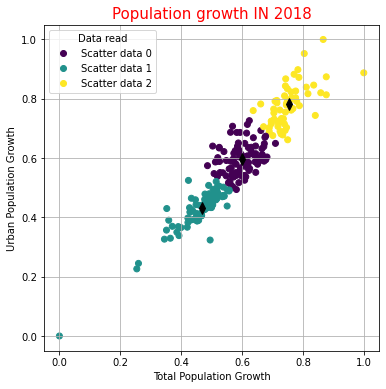 Population growth IN 2018
Data read
Scatter data 0
Scatter data 1
Scatter data 2
1.0
0.8
0.6
0.4
0.2
0.0
Urban Population Growth
0.0 0.2 0.4 0.6 0.8 1.0
Total Population Growth